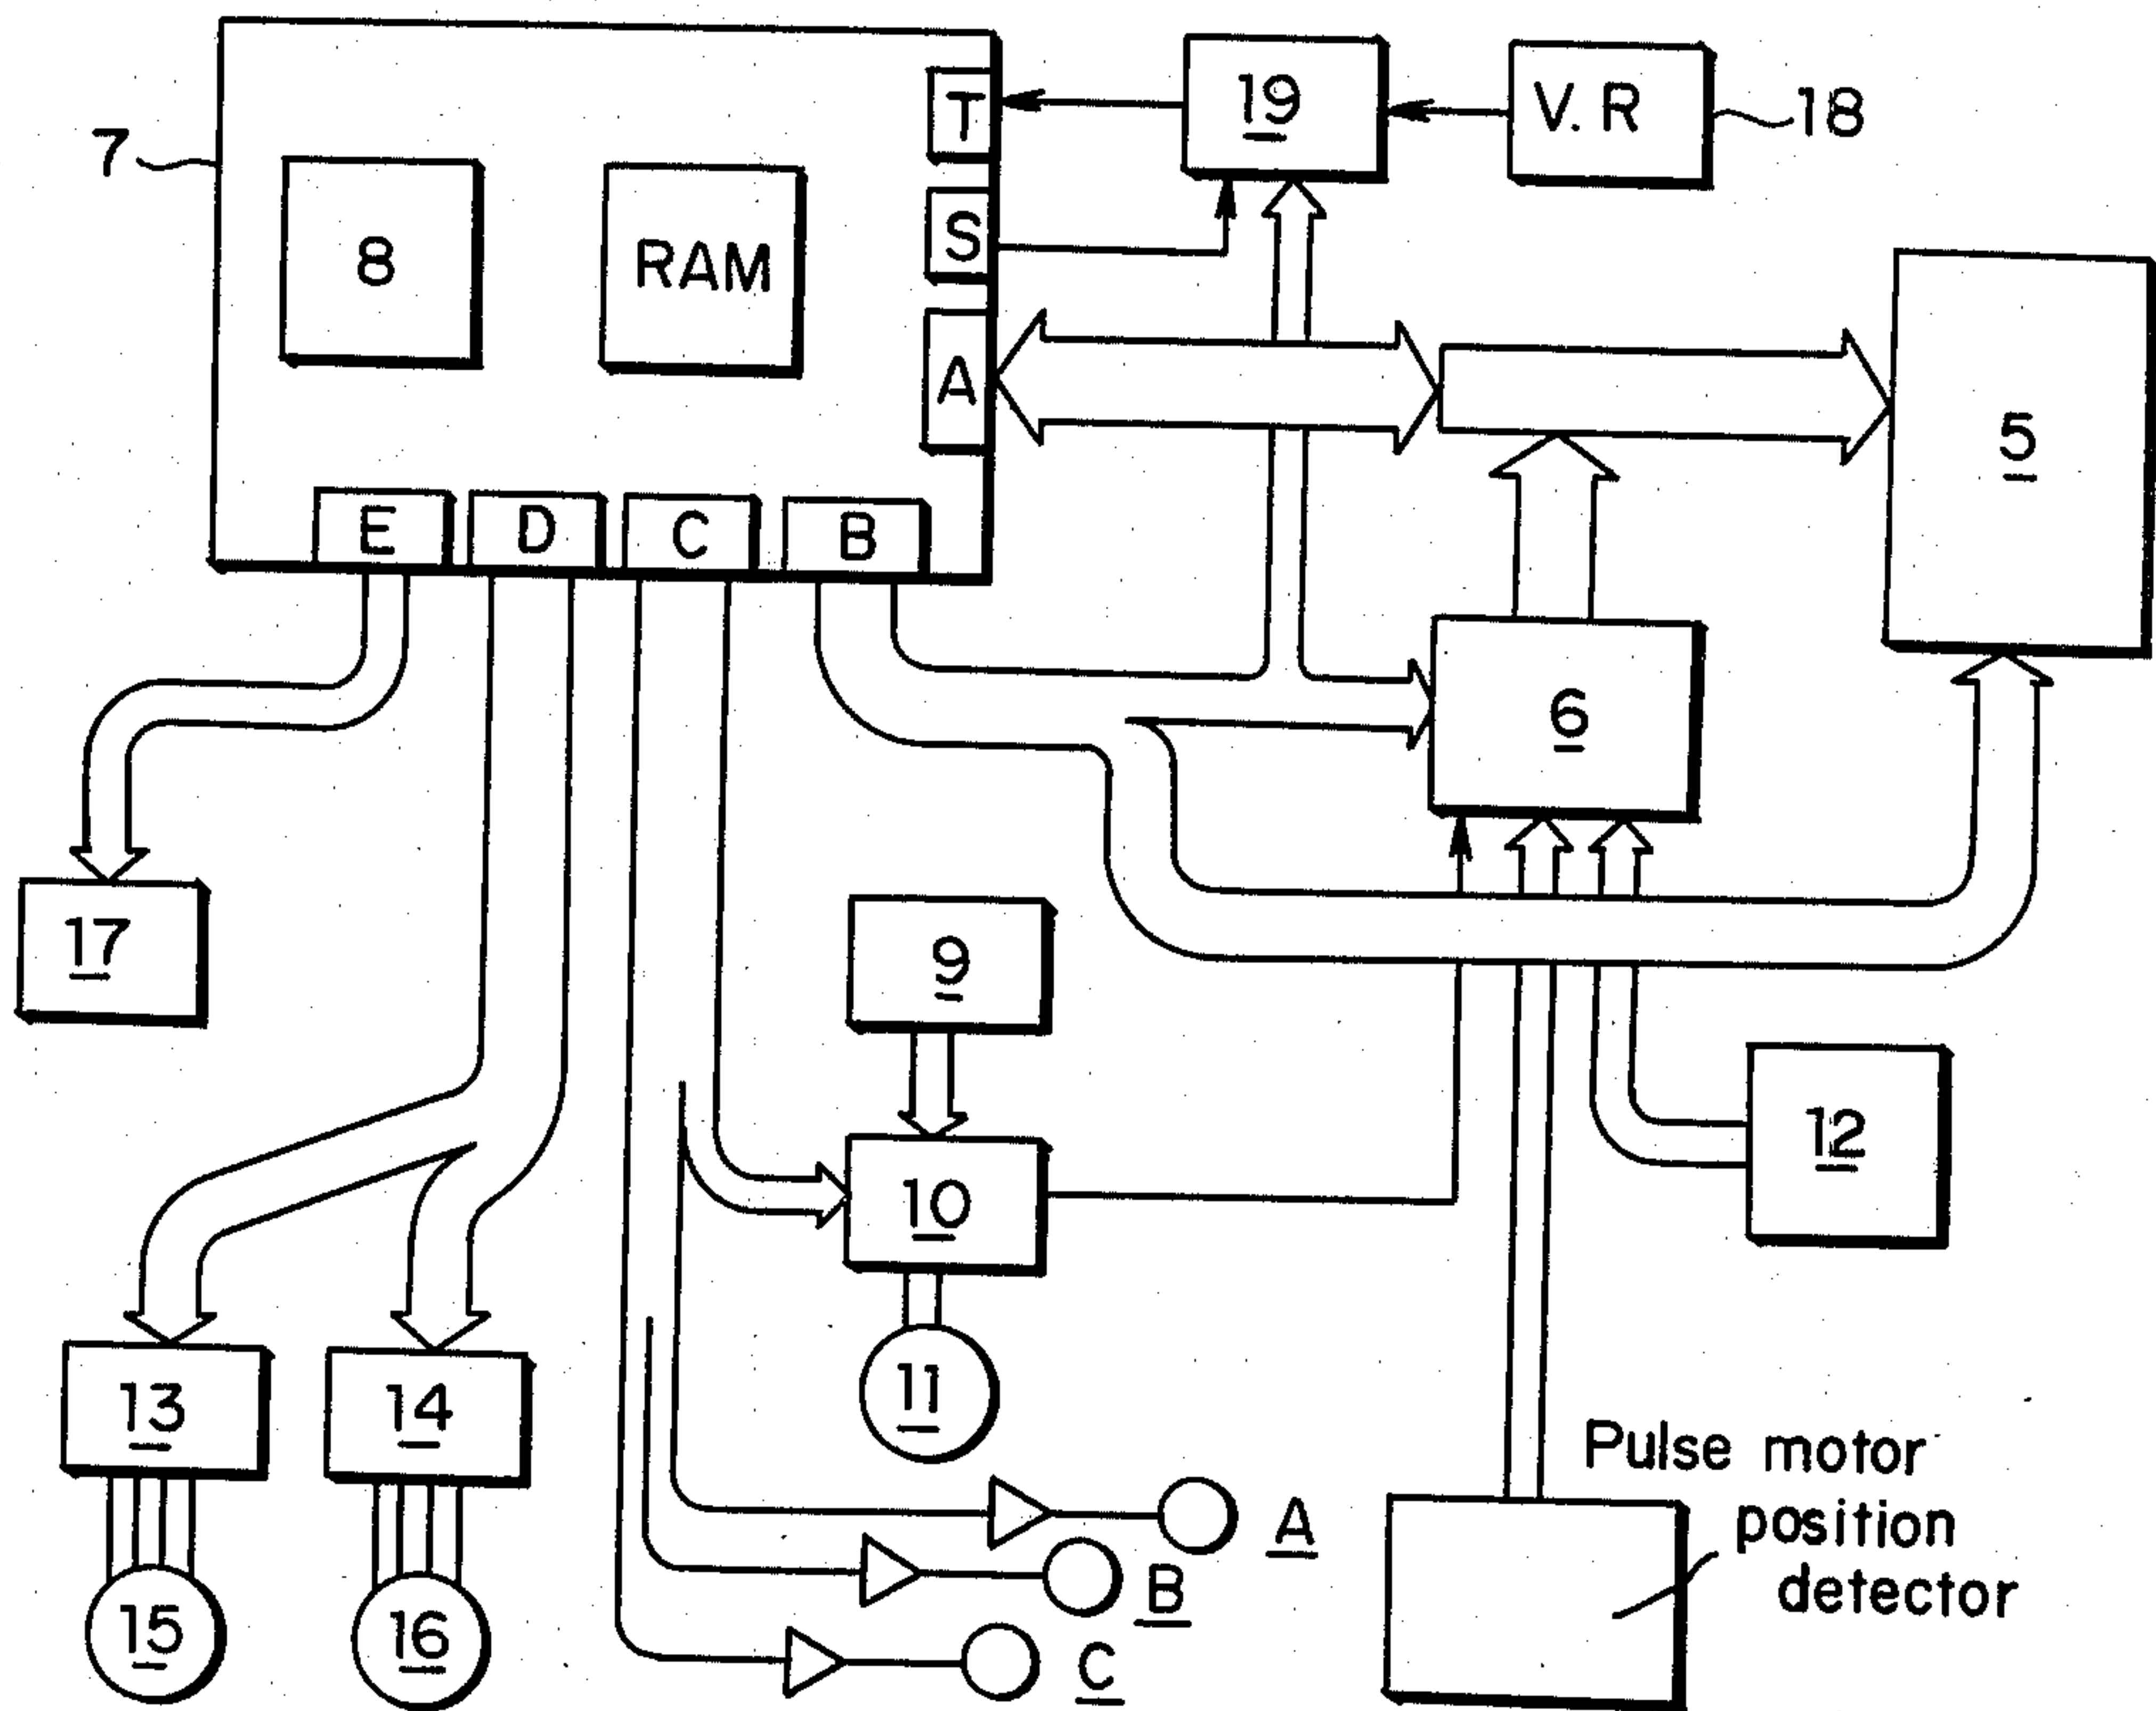 7
8
RAM
T
S
A
E
D
C
B
19
V. R
18
5
6
17
9
10
11
12
13
14
15
16
A
B
C
Pulse motor
position
detector